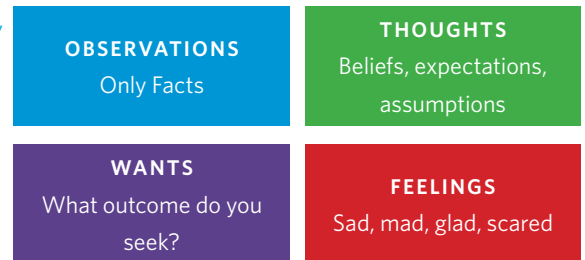 OBSERVATIONS
Only Facts
THOUGHTS
Beliefs, expectations,
assumptions
WANTS
What outcome do you
seek?
FEELINGS
Sad, mad, glad, scared